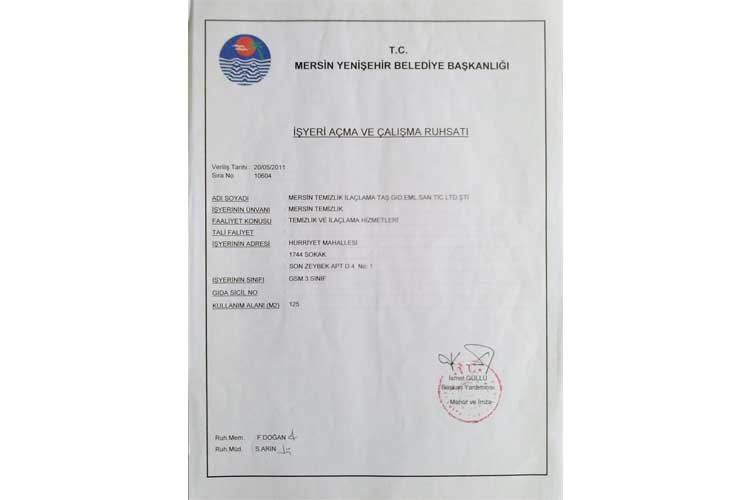 T.C.
MERSİN YENİŞEHİR BELEDİYE BAŞKANLIĞI
İŞYERİ AÇMA VE ÇALIŞMA RUHSATI
Veriliş Tarihi : 20/05/2011
Sıra No 10604
ADI SOYADI MERSİN TEMİZLİK İLAÇLAMA TAŞ.GID.EML.SAN.TİC.LTD.ŞTİ
İŞYERİNİN ÜNVANI : MERSİN TEMİZLİK
FAALİYET KONUSU : TEMİZLİK VE İLAÇLAMA HİZMETLERİ
TALİ FALİYET :
İŞYERİNİN ADRESİ : HÜRRİYET MAHALLESİ
1744 SOKAK
SON ZEYBEK APT D:4 No: 1
İŞYERİNİN SINIFI : GSM 3.SINIF
GIDA SİCİL NO
KULLANIM ALANI (M2) : 125
T.C.
İsmet GÜLLÜ
Başkan Yardımcısı
Mühür ve İmza
Ruh.Mem. F.DOĞAN
Ruh.Müd. S.ARIN